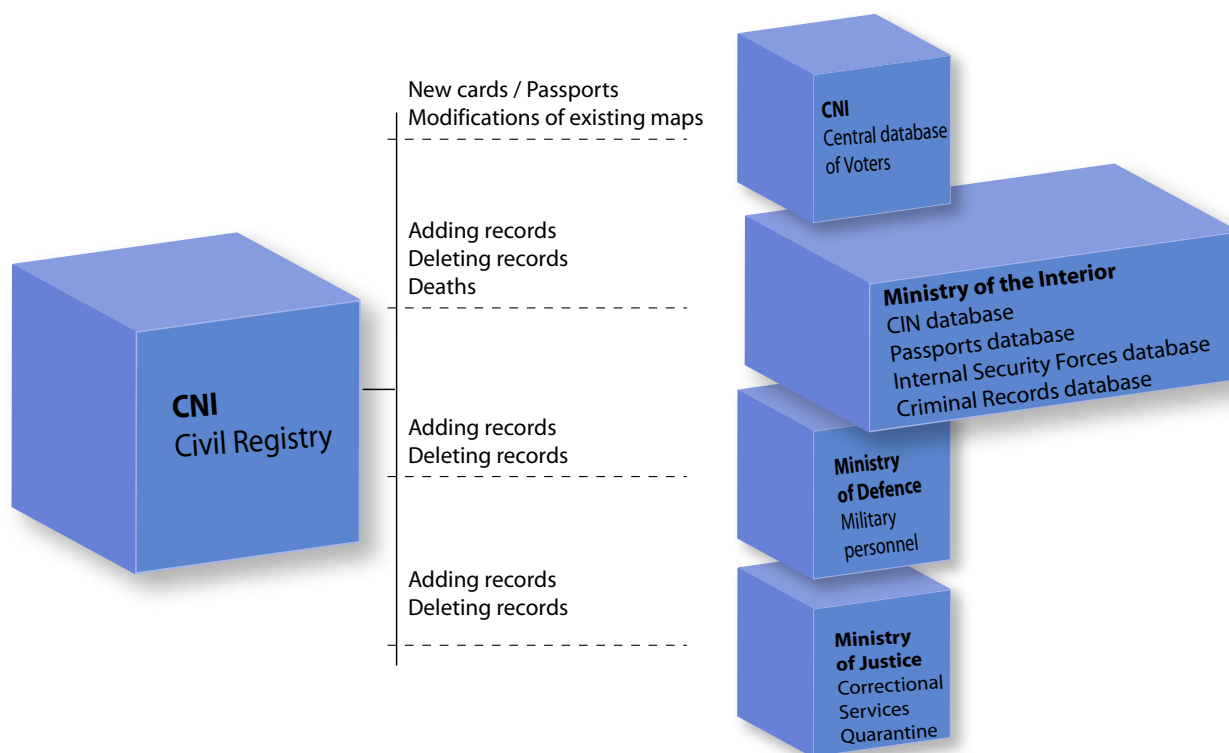 New cards / Passports
Modifications of existing maps
CNI
Central database
of Voters
Adding records
Deleting records
Deaths
Ministry of the Interior
CIN database
Passports database
Internal Security Forces database
Criminal Records database
CNI
Civil Registry
Adding records
Deleting records
Ministry
of Defence
Military
personnel
Adding records
Deleting records
Ministry
of Justice
Correctional
Services
Quarantine